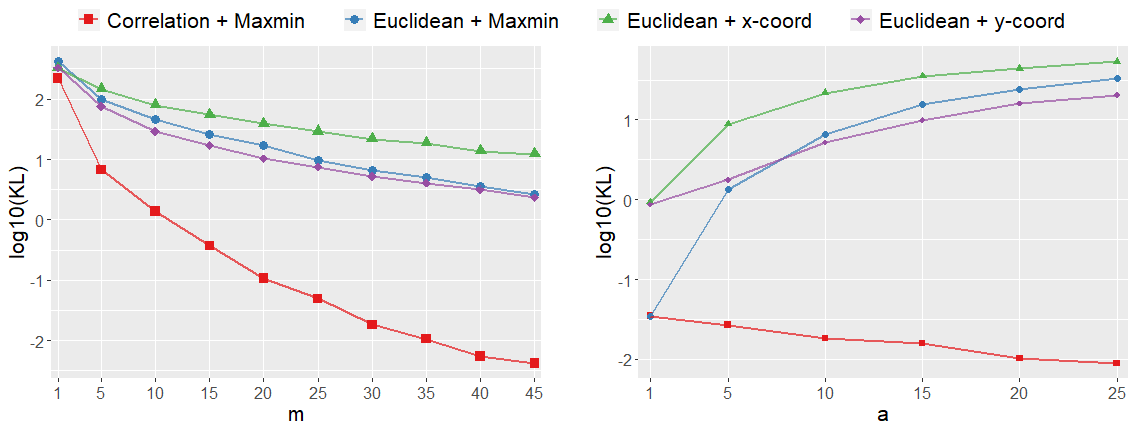 Correlation + Maxmin Euclidean + Maxmin Euclidean + x-coord Euclidean + y-coord
log10(KL)
2
1
0
-1
-2
1 5 10 15 20 25 30 35 40 45
m
log10(KL)
1
0
-1
-2
1 5 10 15 20 25
a